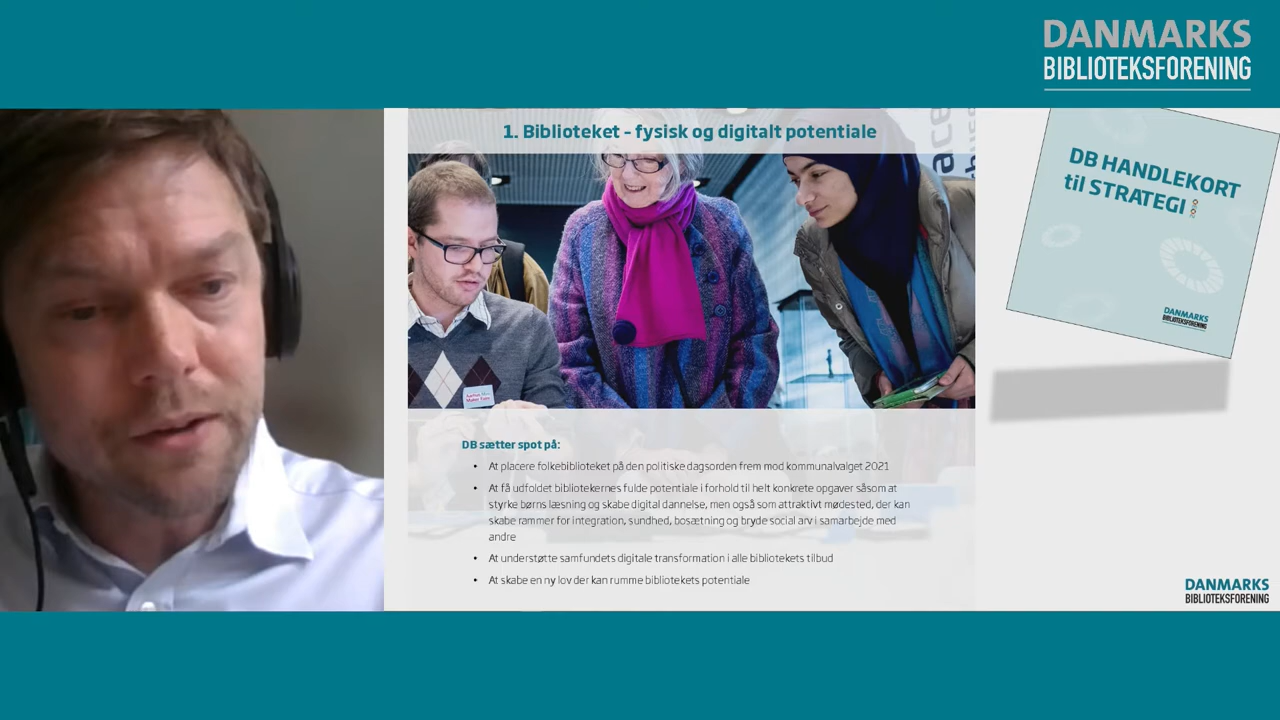 DANMARKS
BIBLIOTEKSFORENING
1. Biblioteket - fysisk og digitalt potentiale
DB HANDLEKORT
til STRATEGI
DANMARKS
BIBLIOTEKSFORENING
DB sætter spot på:
• At placere folkebiblioteket på den politiske dagsorden frem mod kommunalvalget 2021
• At få udfoldet bibliotekernes fulde potentiale i forhold til helt konkrete opgaver såsom at
styrke børns læsning og skabe digital dannelse, men også som attraktivt mødested, der kan
skabe rammer for integration, sundhed, bosætning og bryde social arv i samarbejde med
andre
• At understøtte samfundets digitale transformation i alle bibliotekets tilbud
• At skabe en ny lov der kan rumme bibliotekets potentiale
DANMARKS
BIBLIOTEKSFORENING